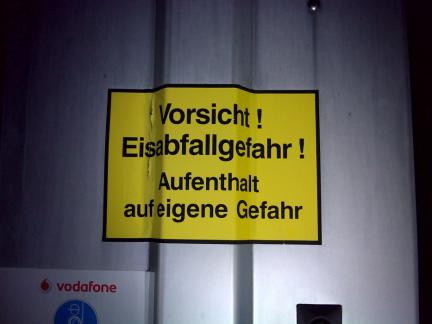 Vorsicht !
Eisabfallgefahr !
Aufenthalt
auf eigene Gefahr
vodafone